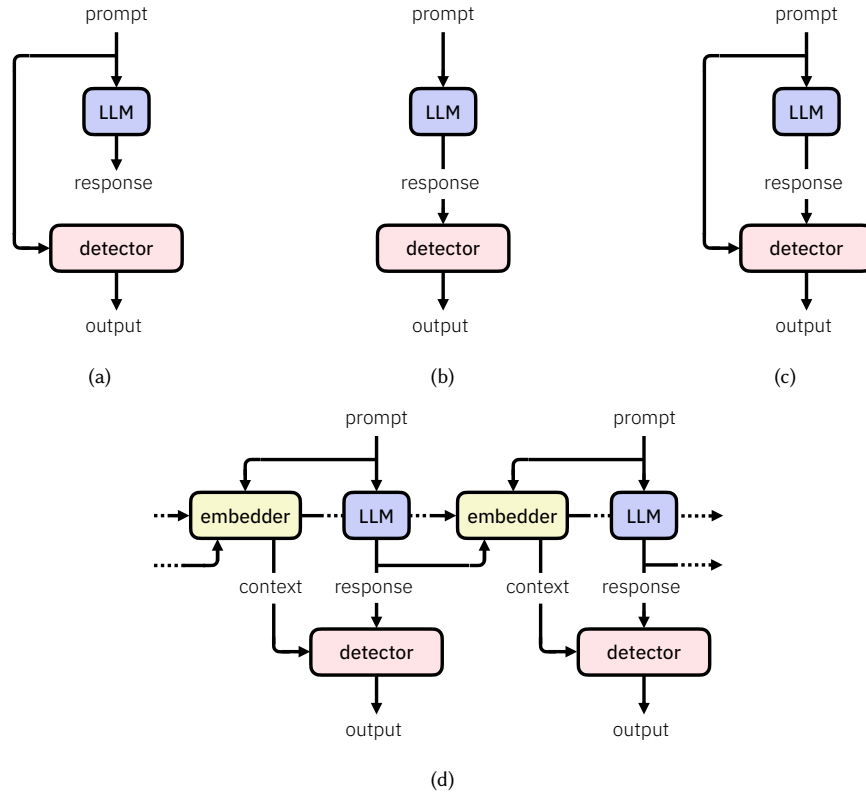 prompt prompt prompt
LLM LLM LLM
response response response
detector detector detector
output output output
(a) (b) (c)
prompt prompt
embedder LLM embedder LLM
context response context response
detector detector
output output
(d)